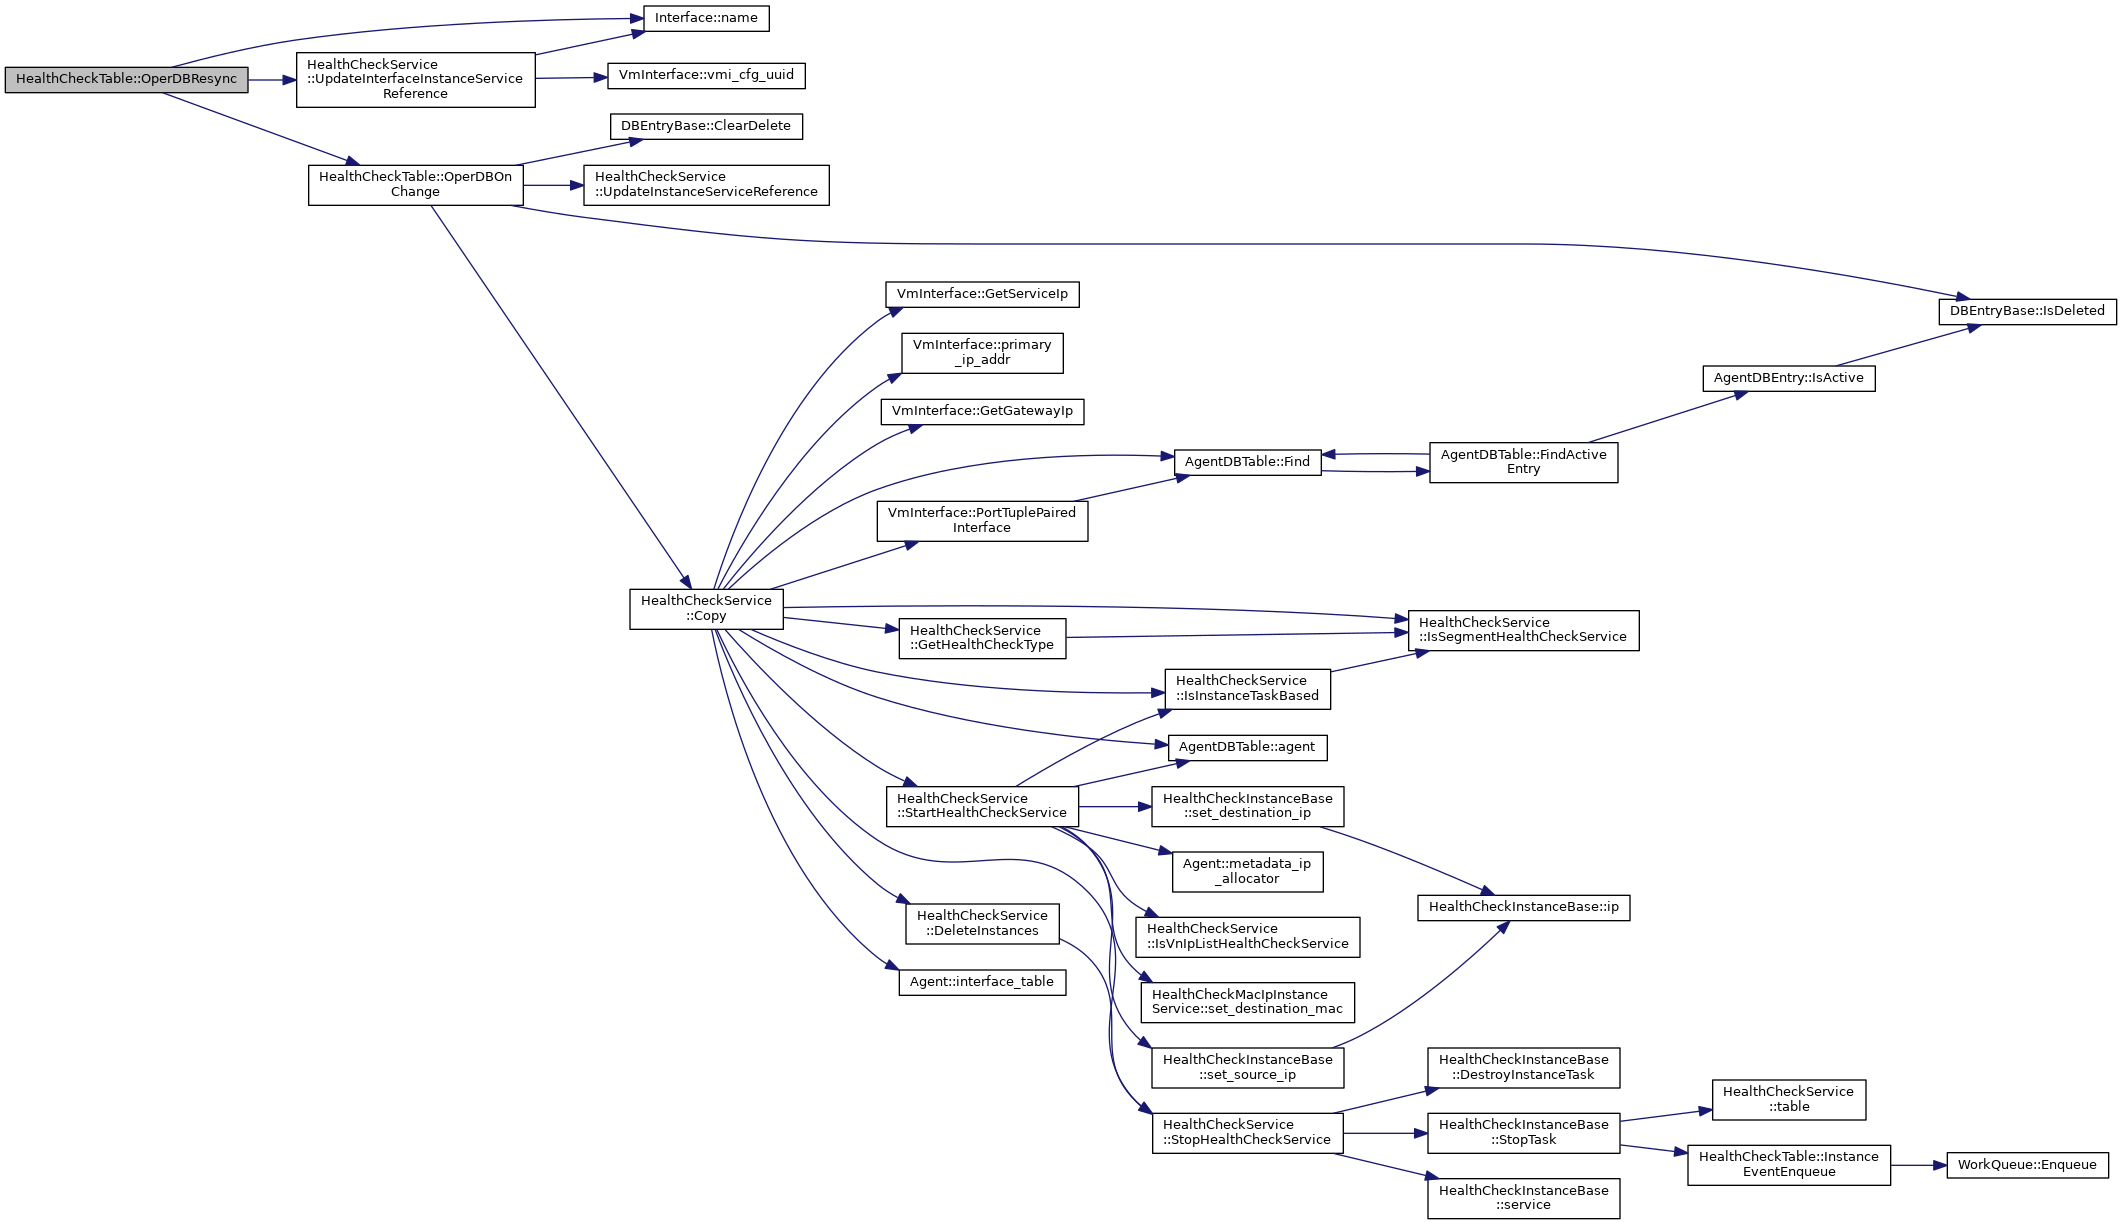 Interface::name
HealthCheckTable::OperDBResync
HealthCheckService
::UpdateInterfaceInstanceService
Reference
VmInterface::vmi_cfg_uuid
DBEntryBase::ClearDelete
HealthCheckTable::OperDBOn
Change
HealthCheckService
::UpdateInstanceServiceReference
VmInterface::GetServiceIp
DBEntryBase::IsDeleted
VmInterface::primary
_ip_addr
AgentDBEntry::IsActive
VmInterface::GetGatewayIp
AgentDBTable::Find
AgentDBTable::FindActive
Entry
VmInterface::PortTuplePaired
Interface
HealthCheckService
::Copy
HealthCheckService
::GetHealthCheckType
HealthCheckService
::IsSegmentHealthCheckService
HealthCheckService
::IsInstanceTaskBased
AgentDBTable::agent
HealthCheckService
::StartHealthCheckService
HealthCheckInstanceBase
::set_destination_ip
Agent::metadata_ip
_allocator
HealthCheckService
::DeleteInstances
HealthCheckInstanceBase::ip
HealthCheckService
::IsVnIpListHealthCheckService
Agent::interface_table
HealthCheckMacIpInstance
Service::set_destination_mac
HealthCheckInstanceBase
::set_source_ip
HealthCheckInstanceBase
::DestroyInstanceTask
HealthCheckService
::table
HealthCheckService
::StopHealthCheckService
HealthCheckInstanceBase
::StopTask
HealthCheckTable::Instance
EventEnqueue
WorkQueue::Enqueue
HealthCheckInstanceBase
::service